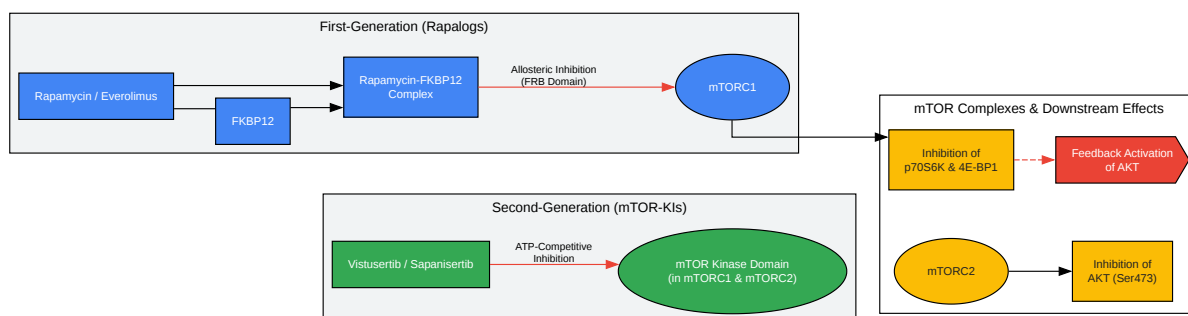 First-Generation (Rapalogs)
Rapamycin / Everolimus
FKBP12
Rapamycin-FKBP12
Complex
Allosteric Inhibition
(FRB Domain)
mTORC1
mTOR Complexes & Downstream Effects
Inhibition of
p70S6K & 4E-BP1
Feedback Activation
of AKT
mTORC2
Inhibition of
AKT (Ser473)
Second-Generation (mTOR-KIs)
Vistusertib / Sapanisertib
ATP-Competitive
Inhibition
mTOR Kinase Domain
(in mTORC1 & mTORC2)